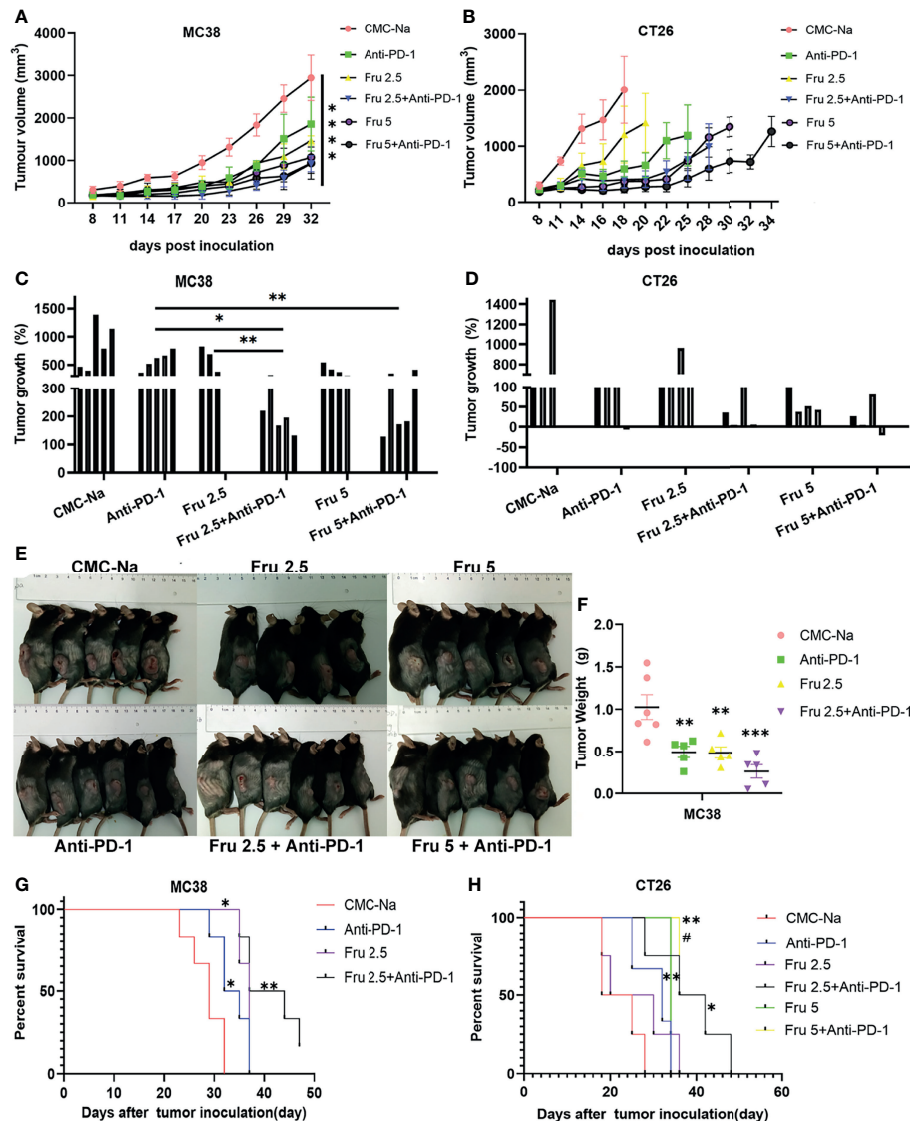 A
MC38
Tumour volume (mm3)
4000
3000
2000
1000
0
8 11 14 17 20 23 26 29 32
days post inoculation
CMC-Na
Anti-PD-1
Fru 2.5
Fru 2.5+Anti-PD-1
Fru 5
Fru 5+Anti-PD-1
*
*
*
*
B
CT26
Tumor volume (mm3)
3000
2000
1000
0
8 11 14 16 18 20 22 25 28 30 32 34
days post inoculation
CMC-Na
Anti-PD-1
Fru 2.5
Fru 2.5+Anti-PD-1
Fru 5
Fru 5+Anti-PD-1
C
MC38
Tumor growth (%)
1500
1000
500
300
200
100
0
**
*
**
CMC-Na
Anti-PD-1
Fru 2.5
Fru 2.5+Anti-PD-1
Fru 5
Fru 5+Anti-PD-1
D
CT26
Tumor growth (%)
1400
1200
1000
800
600
400
100
50
0
-50
-100
CMC-Na
Anti-PD-1
Fru 2.5
Fru 2.5+Anti-PD-1
Fru 5
Fru 5+Anti-PD-1
E
CMC-Na Fru 2.5 Fru 5
Anti-PD-1 Fru 2.5 + Anti-PD-1 Fru 5 + Anti-PD-1
F
Tumor Weight (g)
2.0
1.5
1.0
0.5
0.0
**
**
***
MC38
CMC-Na
Anti-PD-1
Fru 2.5
Fru 2.5+Anti-PD-1
G
MC38
Percent survival
100
50
0
0 10 20 30 40 50
Days after tumor inoculation(day)
*
*
**
CMC-Na
Anti-PD-1
Fru 2.5
Fru 2.5+Anti-PD-1
H
CT26
Percent survival
100
50
0
0 20 40 60
Days after tumor inoculation(day)
**
#
**
*
CMC-Na
Anti-PD-1
Fru 2.5
Fru 2.5+Anti-PD-1
Fru 5
Fru 5+Anti-PD-1